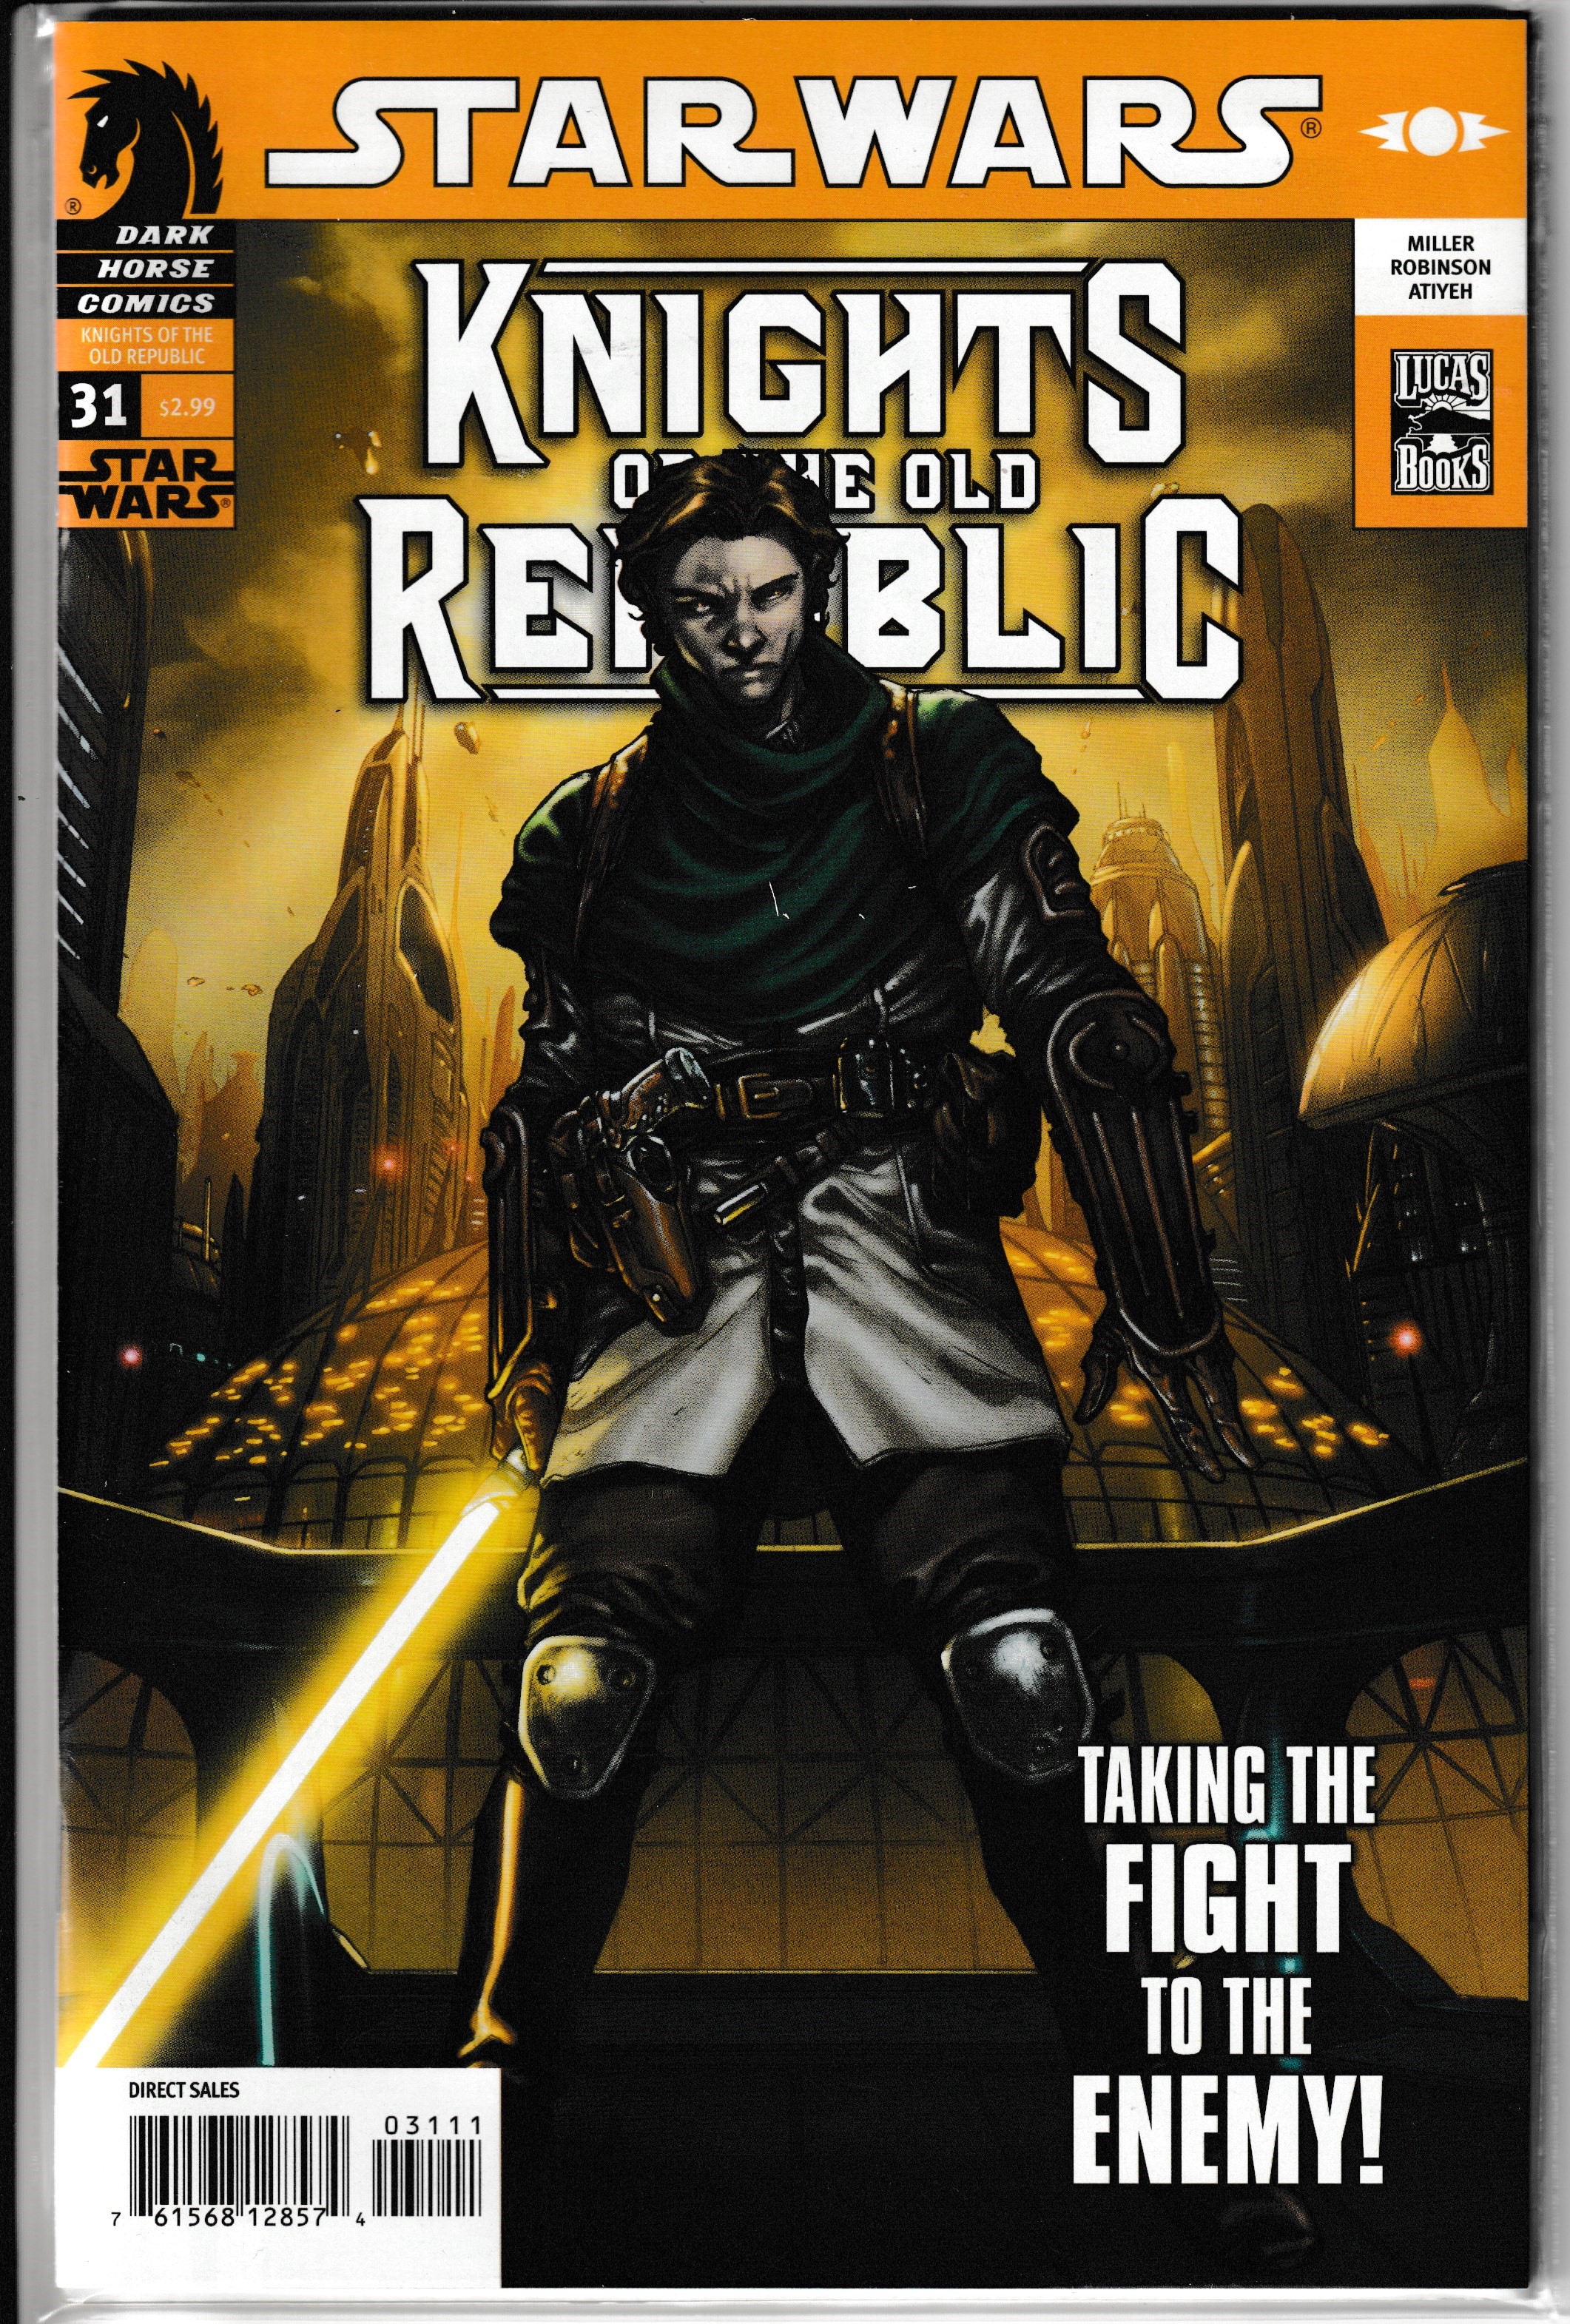 STAR WARS®
®
DARK
HORSE
COMICS
KNIGHTS OF THE
OLD REPUBLIC
31 $2.99
STAR
WARS®
MILLER
ROBINSON
ATIYEH
LUCAS
BOOKS
KNIGHTS
OF THE OLD
REPUBLIC
TAKING THE
FIGHT
TO THE
ENEMY!
DIRECT SALES
03111
7 61568 12857 4